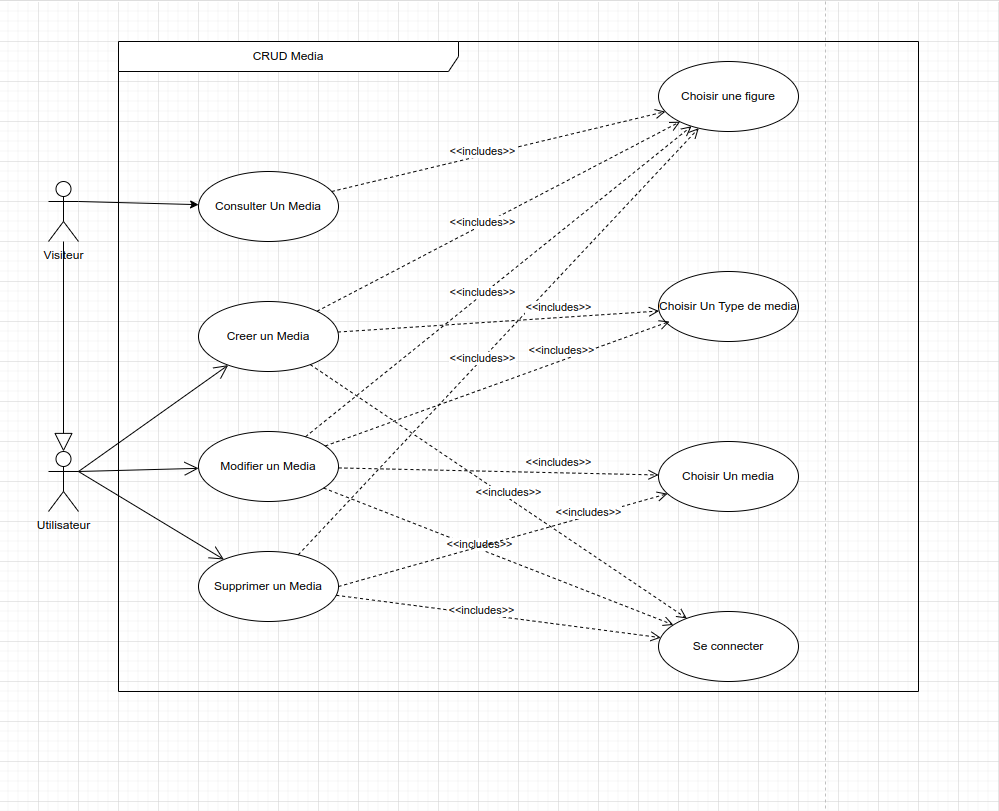 CRUD Media
Choisir une figure
<<includes>>
Consulter Un Media
<<includes>>
Visiteur
<<includes>>
Choisir Un Type de media
<<includes>>
Creer un Media
<<includes>>
<<includes>>
Modifier un Media
<<includes>>
Choisir Un media
<<includes>>
<<includes>>
Utilisateur
<<includes>>
Supprimer un Media
<<includes>>
Se connecter